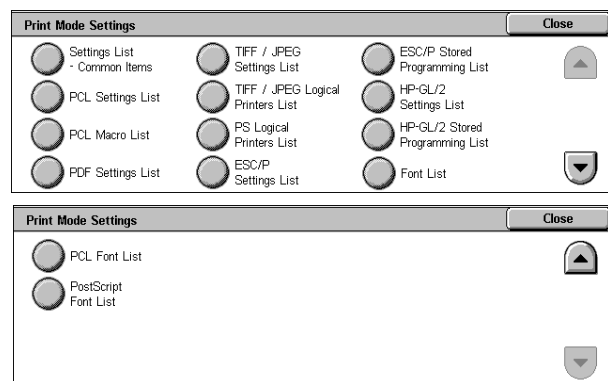 Print Mode Settings
Close
Settings List
- Common Items
PCL Settings List
PCL Macro List
PDF Settings List
TIFF / JPEG
Settings List
TIFF / JPEG Logical
Printers List
PS Logical
Printers List
ESC/P
Settings List
ESC/P Stored
Programming List
HP-GL/2
Settings List
HP-GL/2 Stored
Programming List
Font List
Print Mode Settings
Close
PCL Font List
PostScript
Font List